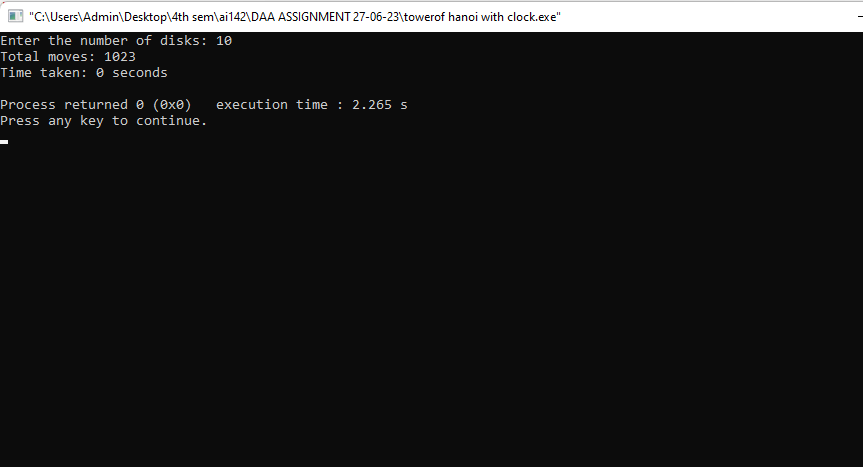 "C:\Users\Admin\Desktop\4th sem\ai142\DAA ASSIGNMENT 27-06-23\towerof hanoi with clock.exe"
Enter the number of disks: 10
Total moves: 1023
Time taken: 0 seconds
Process returned 0 (0x0)   execution time : 2.265 s
Press any key to continue.